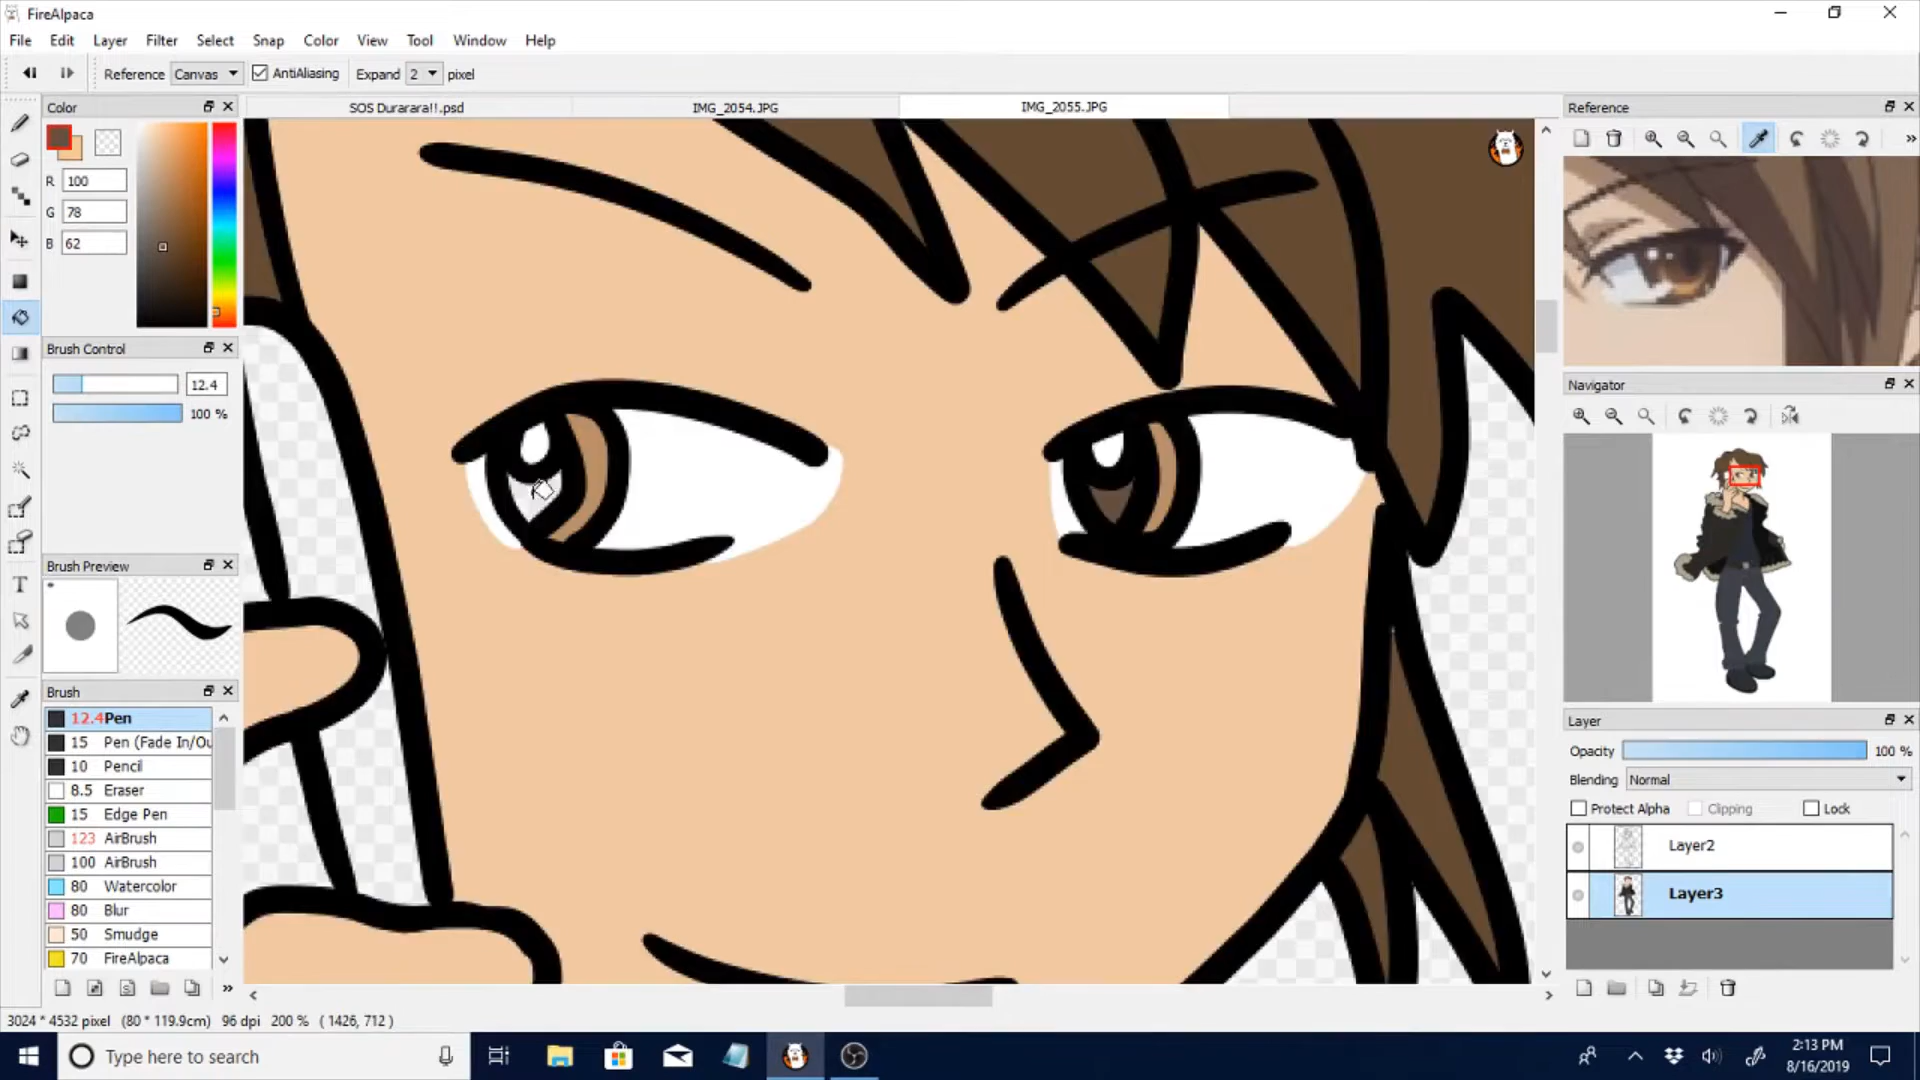 FireAlpaca
File Edit Layer Filter Select Snap Color View Tool Window Help
Reference Canvas AntiAliasing Expand 2 pixel
Color
SOS Durarara!!.psd IMG_2054.JPG IMG_2055.JPG
Reference
R 100
G 78
B 62
Brush Control
12.4
100 %
Navigator
Brush Preview
T
Brush
12.4 Pen
15 Pen (Fade In/Ou
10 Pencil
8.5 Eraser
15 Edge Pen
123 AirBrush
100 AirBrush
80 Watercolor
80 Blur
50 Smudge
70 FireAlpaca
Layer
Opacity 100 %
Blending Normal
Protect Alpha Clipping Lock
Layer2
Layer3
3024 * 4532 pixel (80 * 119.9cm) 96 dpi 200 % ( 1426, 712 )
Type here to search
2:13 PM
8/16/2019